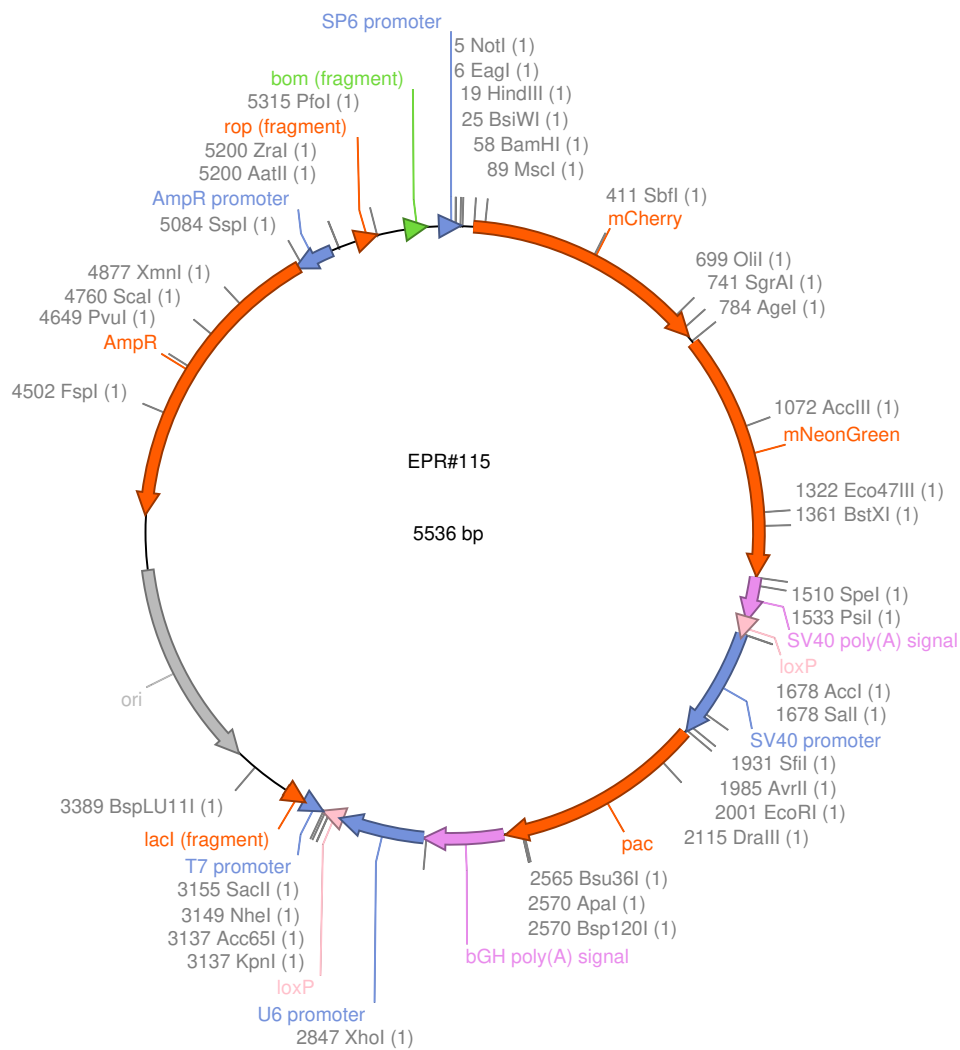 SP6 promoter
5 NotI (1)
6 EagI (1)
19 HindIII (1)
25 BsiWI (1)
58 BamHI (1)
89 MscI (1)
411 SbfI (1)
mCherry
699 OliI (1)
741 SgrAI (1)
784 AgeI (1)
1072 AccIII (1)
mNeonGreen
1322 Eco47III (1)
1361 BstXI (1)
1510 SpeI (1)
1533 PsiI (1)
SV40 poly(A) signal
loxP
1678 AccI (1)
1678 SalI (1)
SV40 promoter
1931 SfiI (1)
1985 AvrII (1)
2001 EcoRI (1)
2115 DraIII (1)
pac
2565 Bsu36I (1)
2570 ApaI (1)
2570 Bsp120I (1)
bGH poly(A) signal
2847 XhoI (1)
U6 promoter
loxP
3137 KpnI (1)
3137 Acc65I (1)
3149 NheI (1)
3155 SacII (1)
T7 promoter
lacI (fragment)
3389 BspLU11I (1)
ori
4502 FspI (1)
AmpR
4649 PvuI (1)
4760 ScaI (1)
4877 XmnI (1)
5084 SspI (1)
AmpR promoter
5200 AatII (1)
5200 ZraI (1)
rop (fragment)
5315 PfoI (1)
bom (fragment)
EPR#115
5536 bp